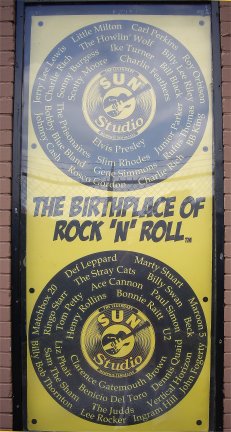 Jerry Lee Lewis
Little Milton
Carl Perkins
Roy Orbison
Charlie Rich
The Howlin' Wolf
Billy Lee Riley
Sonny Burgess
Ike Turner
Bill Black
Scotty Moore
Charlie Feathers
SUN
Studio
Johnny Cash
Bobby Blue Bland
The Prisonaires
Elvis Presley
Junior Parker
Rufus Thomas
BB King
Slim Rhodes
Gene Simmons
Rosco Gordon
Charlie Rich
THE BIRTHPLACE OF
ROCK 'N' ROLL™
Matchbox 20
Def Leppard
Marty Stuart
Maroon 5
Ringo Starr
The Stray Cats
Billy Swan
Beck
Tom Petty
Ace Cannon
Paul Simon
Henry Rollins
Bonnie Raitt
U2
SUN
Studio
Billy Bob Thornton
Sam The Sham
Liz Phair
Clarence Gatemouth Brown
Dennis Quaid
Harrison
John Fogerty
Benicio Del Toro
The Judds
Ingram Hill
Lee Rocker